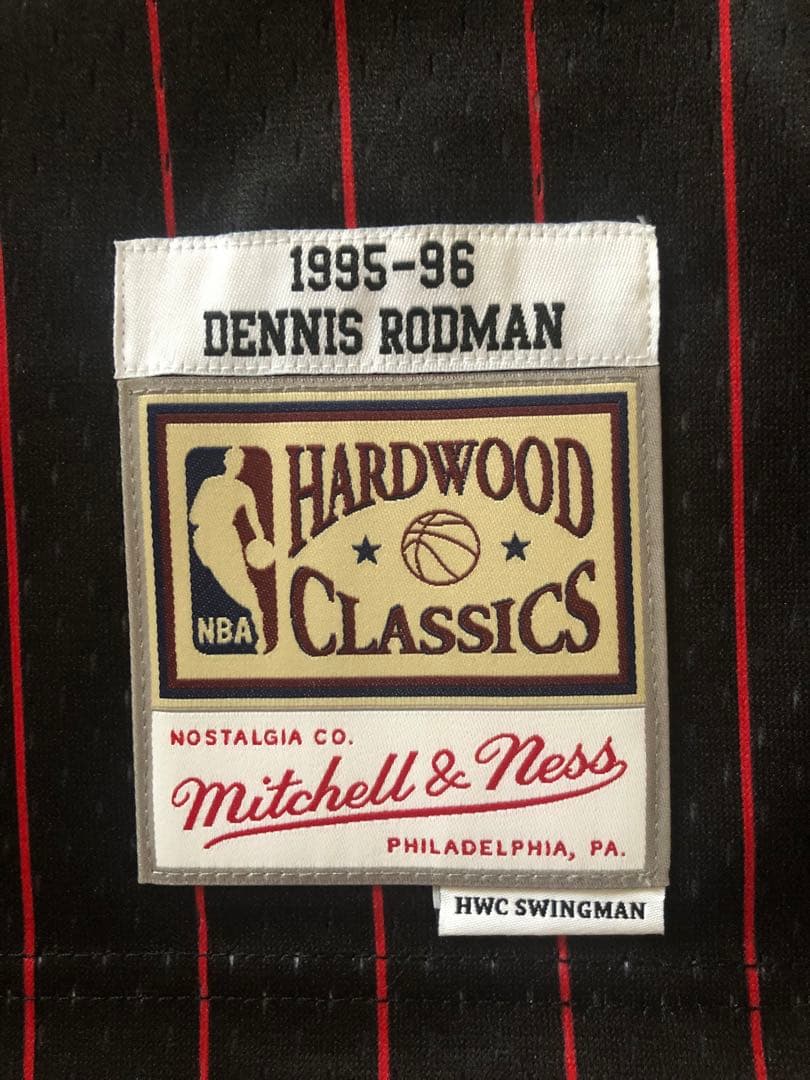 1995-96
DENNIS RODMAN
HARDWOOD
CLASSICS
NBA
NOSTALGIA CO.
Mitchell & Ness
PHILADELPHIA, PA.
HWC SWINGMAN